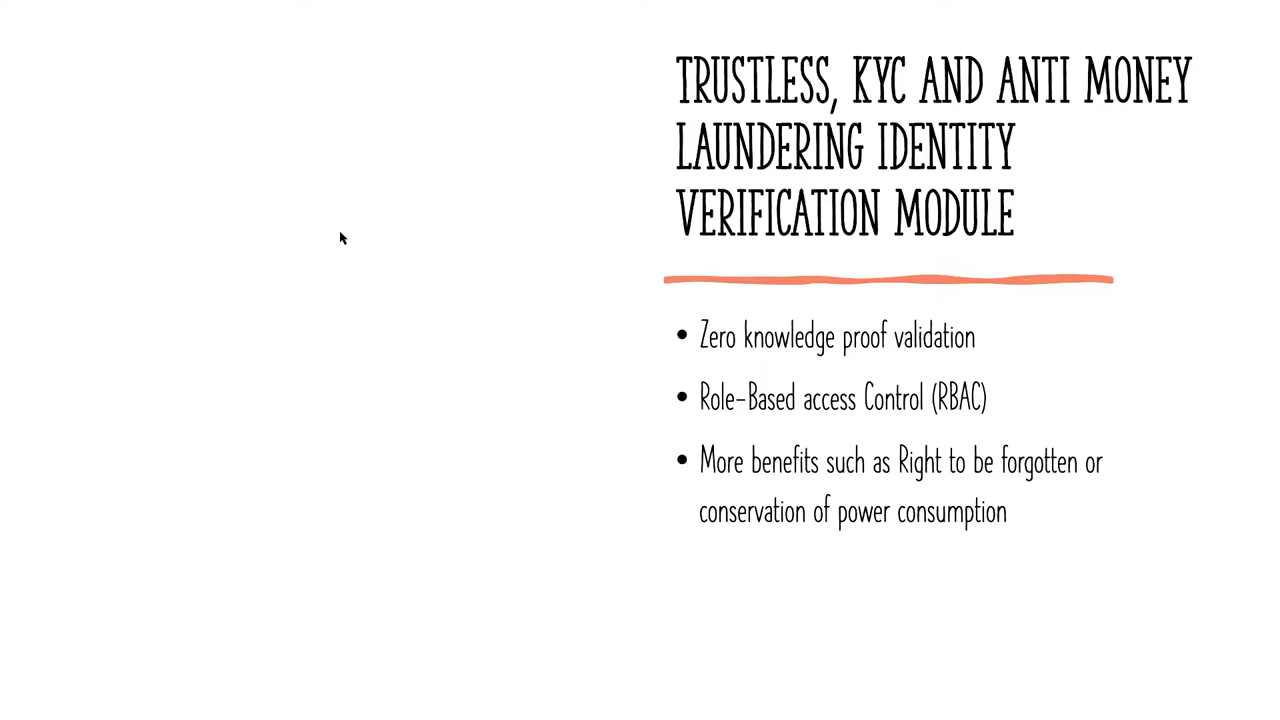 TRUSTLESS, KYC AND ANTI MONEY
LAUNDERING IDENTITY
VERIFICATION MODULE
• Zero knowledge proof validation
• Role-Based access Control (RBAC)
• More benefits such as Right to be forgotten or
conservation of power consumption